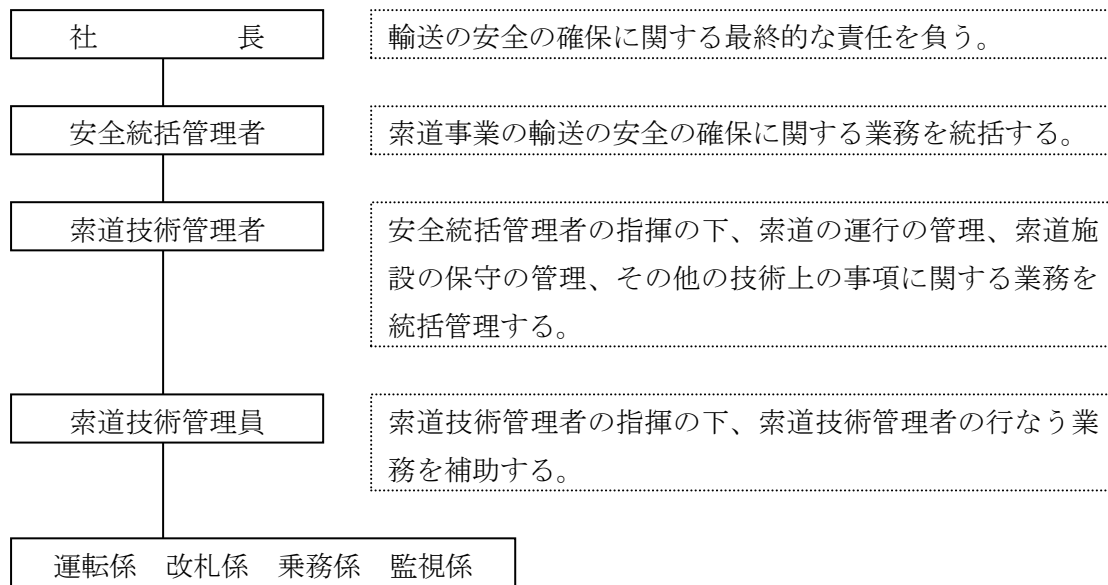 社　　　　　長
輸送の安全の確保に関する最終的な責任を負う。
安全統括管理者
索道事業の輸送の安全の確保に関する業務を統括する。
索道技術管理者
安全統括管理者の指揮の下、索道の運行の管理、索道施
設の保守の管理、その他の技術上の事項に関する業務を
統括管理する。
索道技術管理員
索道技術管理者の指揮の下、索道技術管理者の行なう業
務を補助する。
運転係　改札係　乗務係　監視係